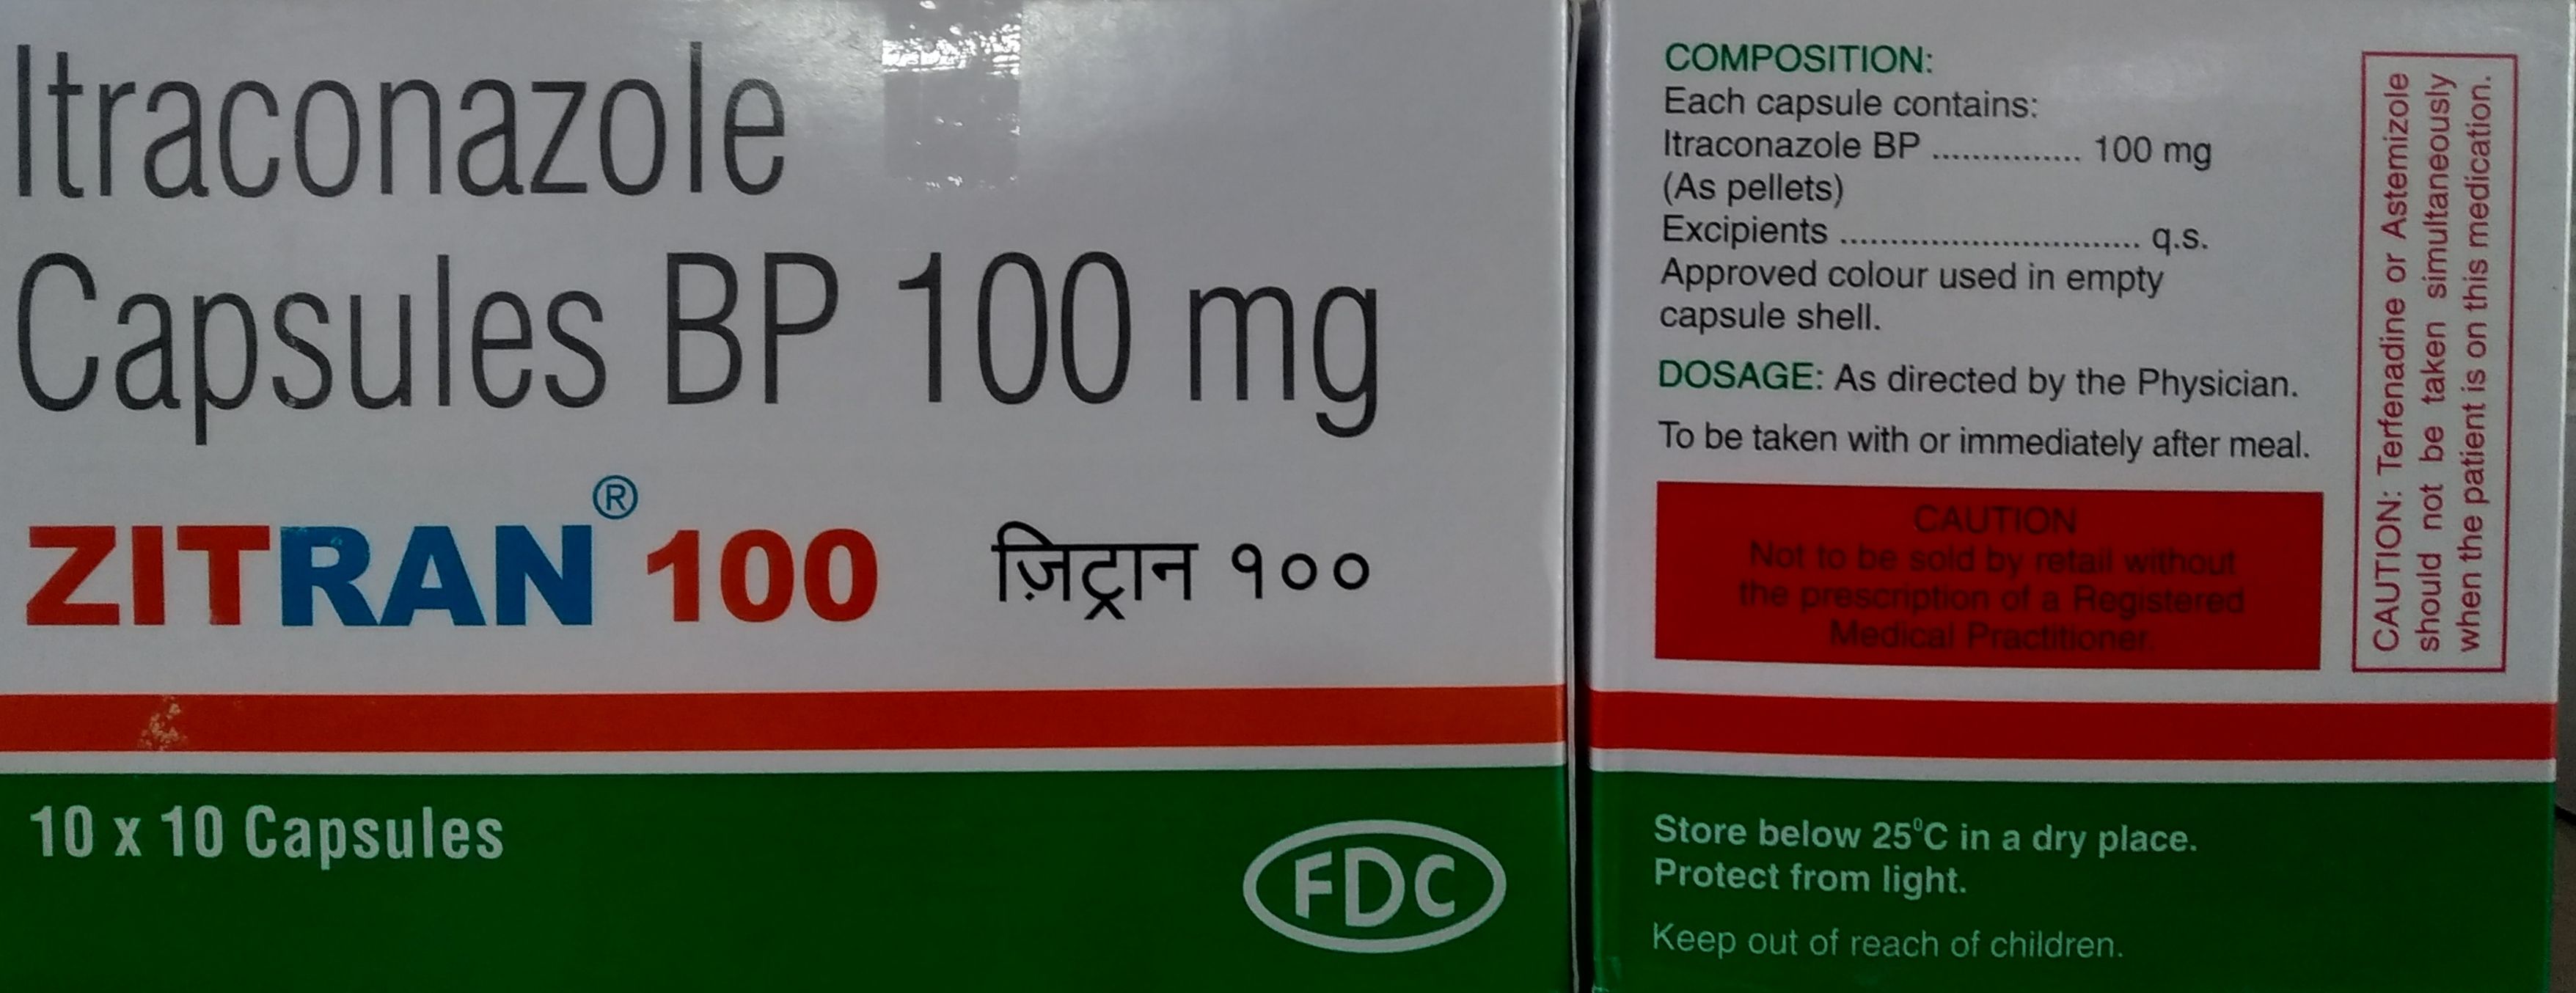 Itraconazole
Capsules BP 100 mg
ZITRAN® 100 ज़िट्रान १००
10 x 10 Capsules
FDC
COMPOSITION:
Each capsule contains:
Itraconazole BP ............... 100 mg
(As pellets)
Excipients .............................. q.s.
Approved colour used in empty
capsule shell.
DOSAGE: As directed by the Physician.
To be taken with or immediately after meal.
CAUTION
Not to be sold by retail without
the prescription of a Registered
Medical Practitioner.
CAUTION: Terfenadine or Astemizole
should not be taken simultaneously
when the patient is on this medication.
Store below 25⁰C in a dry place.
Protect from light.
Keep out of reach of children.